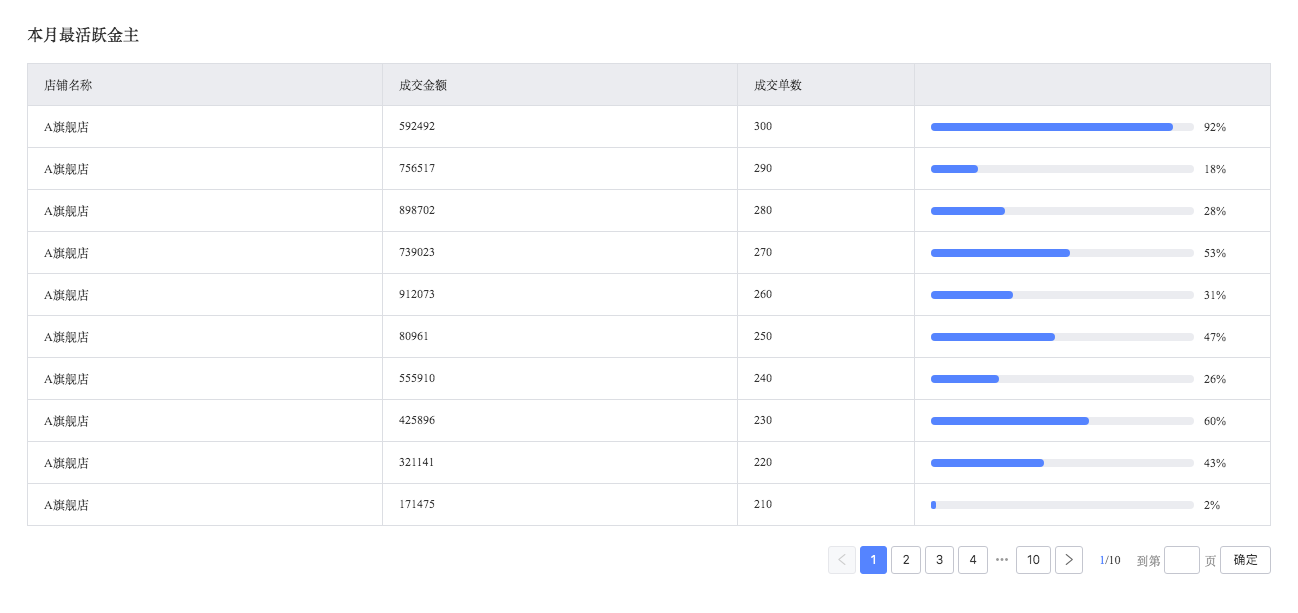 本月最活跃金主
店铺名称 成交金额 成交单数
A旗舰店 592492 300 92%
A旗舰店 756517 290 18%
A旗舰店 898702 280 28%
A旗舰店 739023 270 53%
A旗舰店 912073 260 31%
A旗舰店 80961 250 47%
A旗舰店 555910 240 26%
A旗舰店 425896 230 60%
A旗舰店 321141 220 43%
A旗舰店 171475 210 2%
1 2 3 4 ••• 10 1/10 到第 页 确定